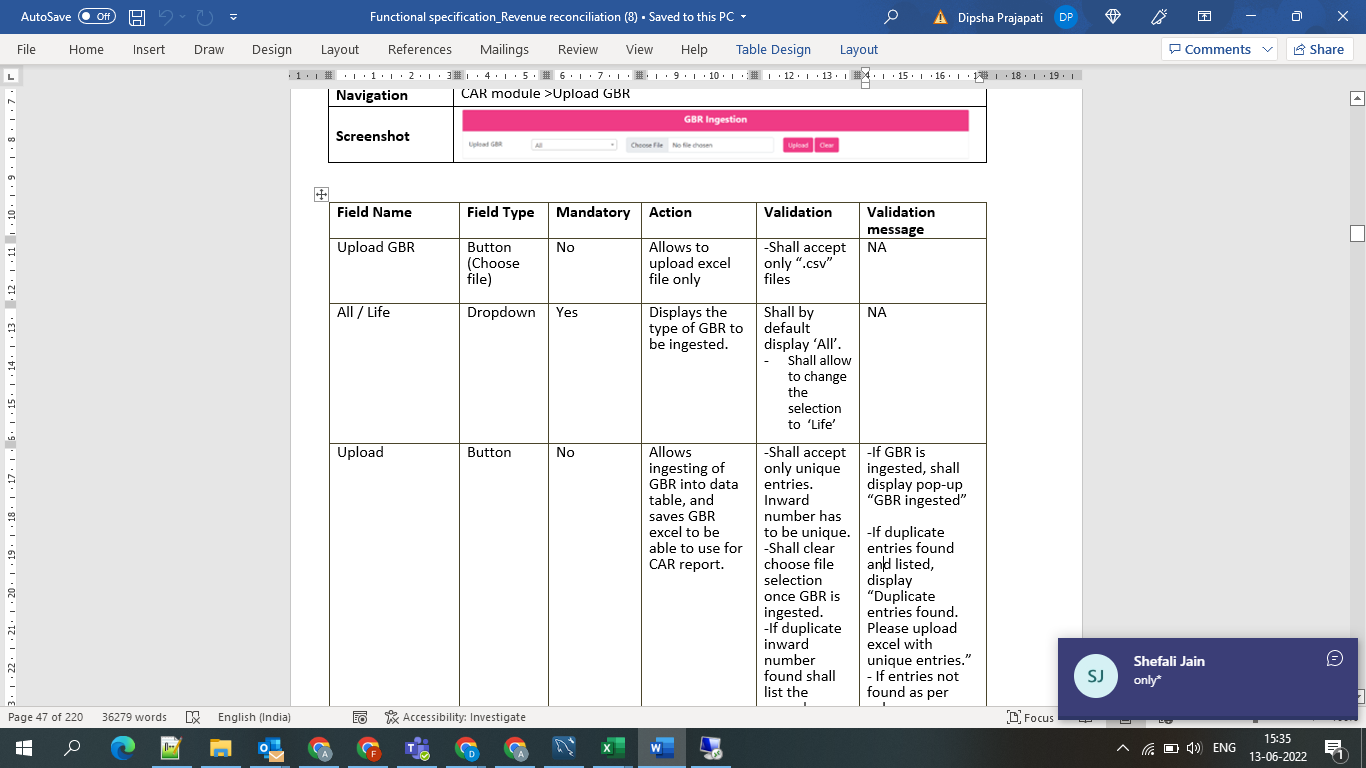 AutoSave Off Functional specification_Revenue reconciliation (8) • Saved to this PC Dipsha Prajapati DP
File Home Insert Draw Design Layout References Mailings Review View Help Table Design Layout Comments Share
Navigation CAR module >Upload GBR
Screenshot
GBR Ingestion
Upload GBR All Choose File No file chosen Upload Clear
Field Name Field Type Mandatory Action Validation Validation message
Upload GBR
Button
(Choose
file)
No
Allows to
upload excel
file only
-Shall accept
only “.csv”
files
NA
All / Life
Dropdown
Yes
Displays the
type of GBR to
be ingested.
Shall by
default
display ‘All’.
- Shall allow
to change
the
selection
to ‘Life’
NA
Upload
Button
No
Allows
ingesting of
GBR into data
table, and
saves GBR
excel to be
able to use for
CAR report.
-Shall accept
only unique
entries.
Inward
number has
to be unique.
-Shall clear
choose file
selection
once GBR is
ingested.
-If duplicate
inward
number
found shall
list the
-If GBR is
ingested, shall
display pop-up
“GBR ingested”
-If duplicate
entries found
and listed,
display
“Duplicate
entries found.
Please upload
excel with
unique entries.”
- If entries not
found as per
SJ
Shefali Jain
only*
Page 47 of 220 36279 words English (India) Accessibility: Investigate Focus
ENG
15:35
13-06-2022